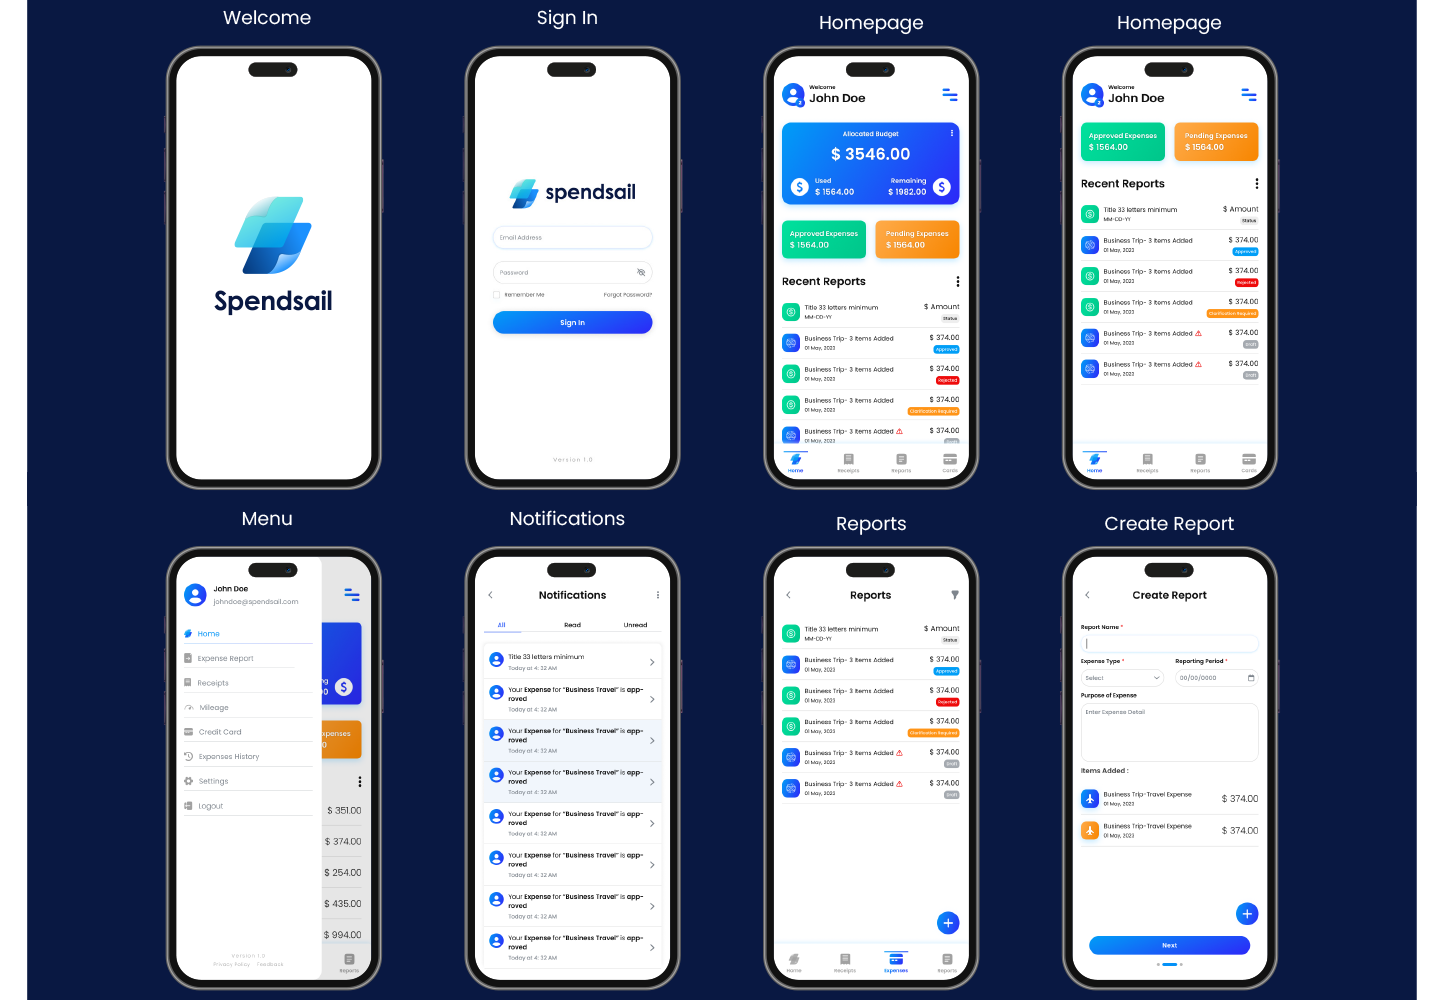 Welcome
Spendsail
Sign In
spendsail
Email Address
Password
Remember Me
Forgot Password?
Sign In
Version 1.0
Homepage
Welcome
John Doe
2
Allocated Budget
$ 3546.00
Used
$ 1564.00
Remaining
$ 1982.00
Approved Expenses
$ 1564.00
Pending Expenses
$ 1564.00
Recent Reports
Title 33 letters minimum
MM-DD-YY
$ Amount
Status
Business Trip- 3 Items Added
01 May, 2023
$ 374.00
Approved
Business Trip- 3 Items Added
01 May, 2023
$ 374.00
Rejected
Business Trip- 3 Items Added
01 May, 2023
$ 374.00
Clarification Required
Business Trip- 3 Items Added
01 May, 2023
$ 374.00
Draft
Home
Receipts
Reports
Cards
Homepage
Welcome
John Doe
2
Approved Expenses
$ 1564.00
Pending Expenses
$ 1564.00
Recent Reports
Title 33 letters minimum
MM-DD-YY
$ Amount
Status
Business Trip- 3 Items Added
01 May, 2023
$ 374.00
Approved
Business Trip- 3 Items Added
01 May, 2023
$ 374.00
Rejected
Business Trip- 3 Items Added
01 May, 2023
$ 374.00
Clarification Required
Business Trip- 3 Items Added
01 May, 2023
$ 374.00
Draft
Business Trip- 3 Items Added
01 May, 2023
$ 374.00
Draft
Home
Receipts
Reports
Cards
Menu
John Doe
johndoe@spendsail.com
Home
Expense Report
Receipts
Mileage
Credit Card
Expenses History
Settings
Logout
Version 1.0
Privacy Policy
Feedback
ng
00
$
xpenses
0
$ 351.00
$ 374.00
$ 254.00
$ 435.00
$ 994.00
Reports
Notifications
Notifications
All
Read
Unread
Title 33 letters minimum
Today at 4: 32 AM
Your Expense for "Business Travel" is app-
roved
Today at 4: 32 AM
Your Expense for "Business Travel" is app-
roved
Today at 4: 32 AM
Your Expense for "Business Travel" is app-
roved
Today at 4: 32 AM
Your Expense for "Business Travel" is app-
roved
Today at 4: 32 AM
Your Expense for "Business Travel" is app-
roved
Today at 4: 32 AM
Your Expense for "Business Travel" is app-
roved
Today at 4: 32 AM
Your Expense for "Business Travel" is app-
roved
Today at 4: 32 AM
Reports
Reports
Title 33 letters minimum
MM-DD-YY
$ Amount
Status
Business Trip- 3 Items Added
01 May, 2023
$ 374.00
Approved
Business Trip- 3 Items Added
01 May, 2023
$ 374.00
Rejected
Business Trip- 3 Items Added
01 May, 2023
$ 374.00
Clarification Required
Business Trip- 3 Items Added
01 May, 2023
$ 374.00
Draft
Business Trip- 3 Items Added
01 May, 2023
$ 374.00
Draft
Home
Receipts
Expenses
Reports
Create Report
Create Report
Report Name *
Expense Type *
Reporting Period *
Select
00/00/0000
Purpose of Expense
Enter Expense Detail
Items Added :
Business Trip-Travel Expense
01 May, 2023
$ 374.00
Business Trip-Travel Expense
01 May, 2023
$ 374.00
Next